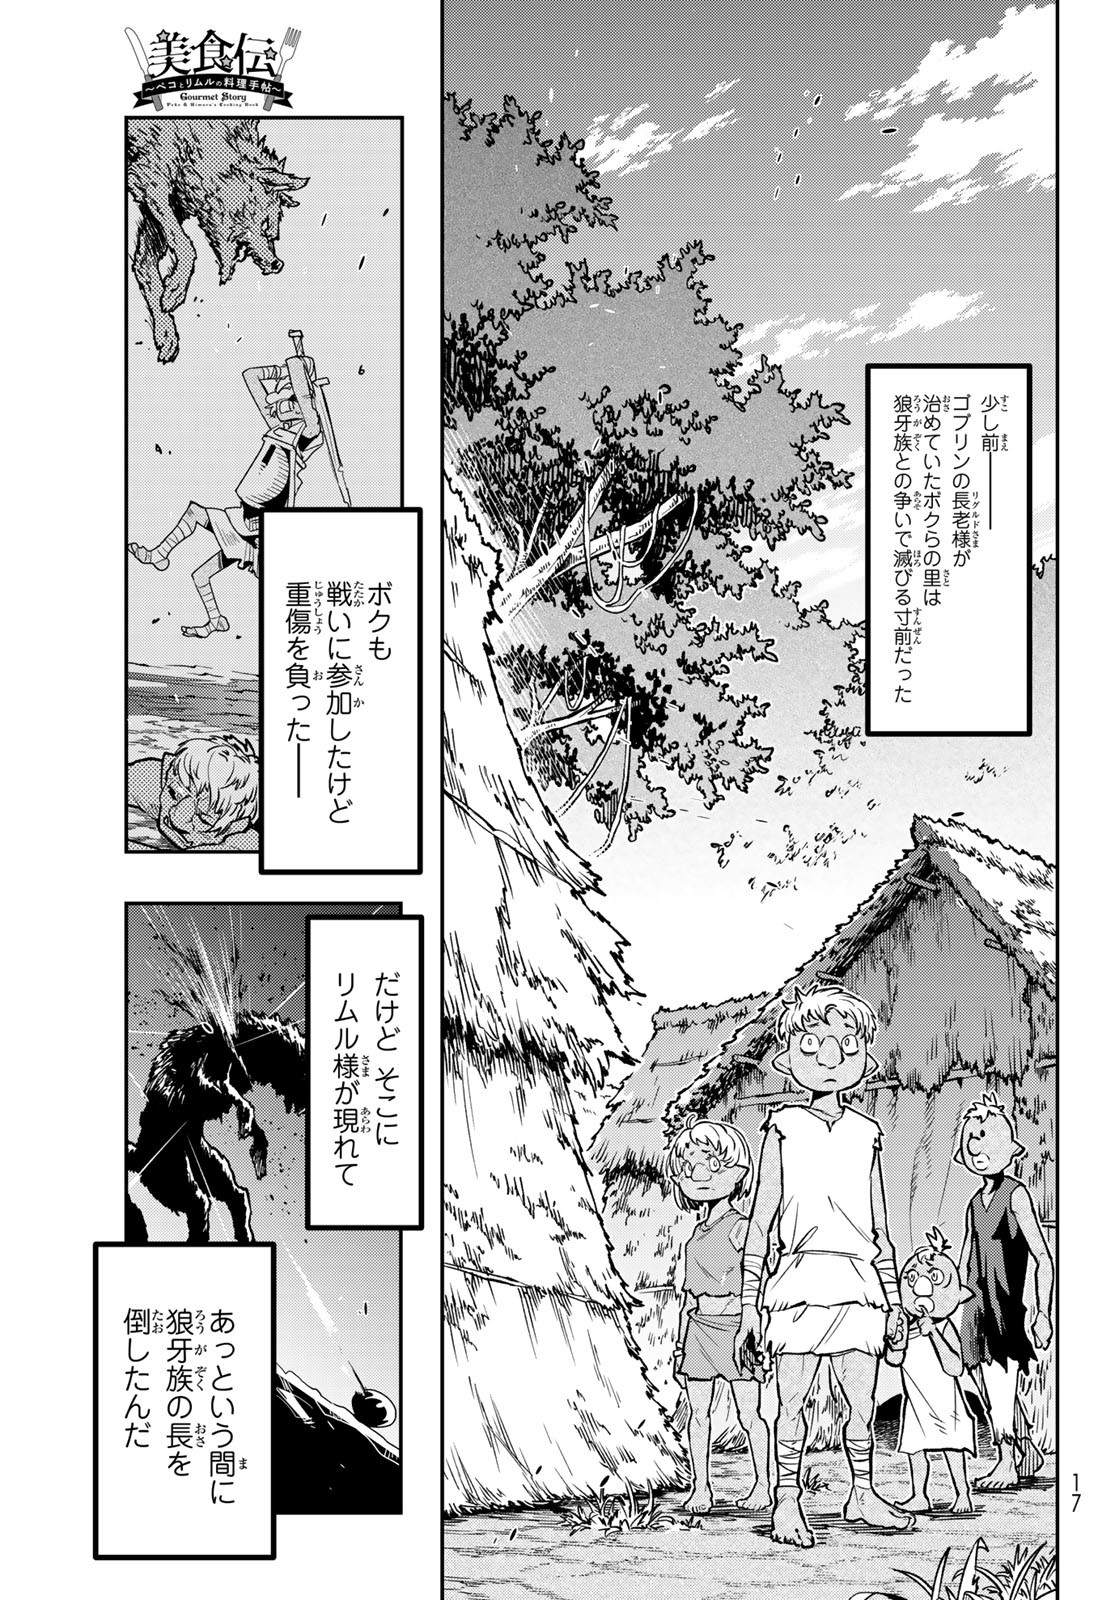 少し前――
ゴブリンの長老様が
治めていたボクらの里は
狼牙族との争いで滅びる寸前だった
美食伝
～ペコとリムルの料理手帖～
Gourmet Story
Peko & Rimuru's Cooking Book
ボクも
戦いに参加したけど
重傷を負った――
だけど そこに
リムル様が現れて
あっという間に
狼牙族の長を
倒したんだ
17